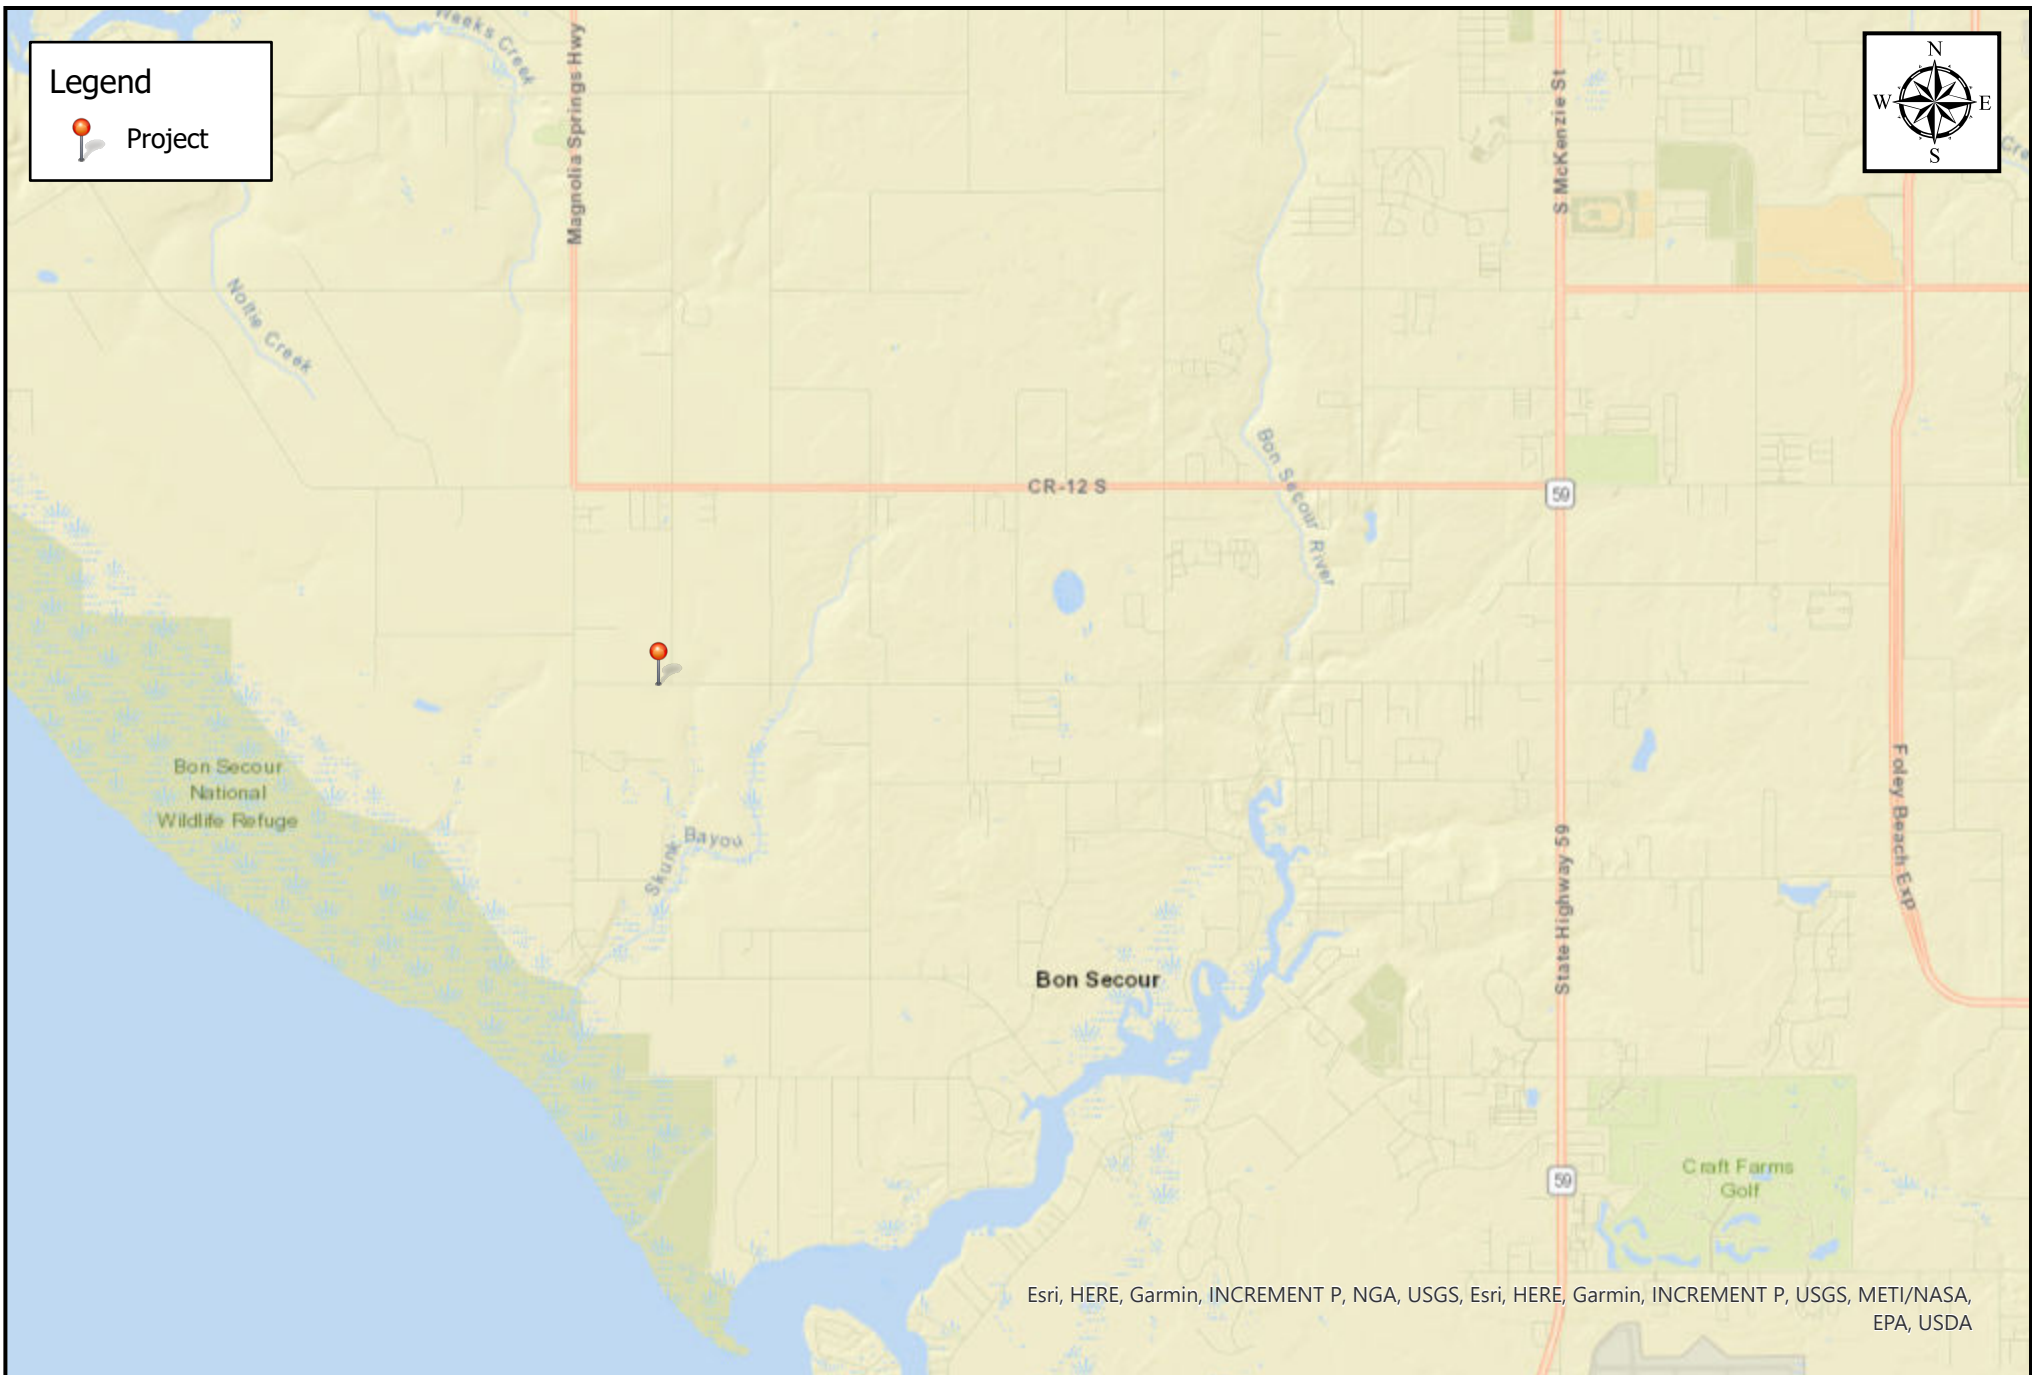 Weeks Creek
Legend
Project
Magnolia Springs Hwy
S McKenzie St
N
W
E
S
Cre
Noltie Creek
Bon Secour River
CR-12 S
59
Bon Secour
National
Wildlife Refuge
Foley Beach Exp
Skunk
Bayou
State Highway 59
Bon Secour
59
Craft Farms
Golf
Esri, HERE, Garmin, INCREMENT P, NGA, USGS, Esri, HERE, Garmin, INCREMENT P, USGS, METI/NASA,
EPA, USDA